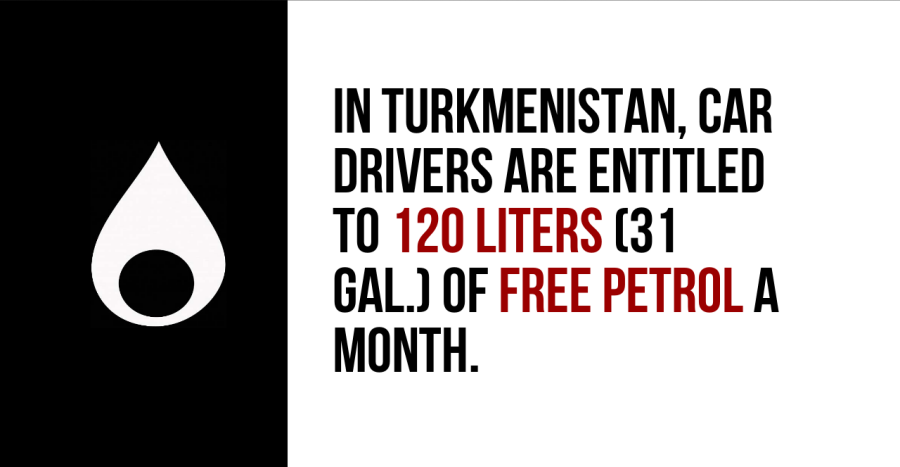 IN TURKMENISTAN, CAR
DRIVERS ARE ENTITLED
TO 120 LITERS (31
GAL.) OF FREE PETROL A
MONTH.